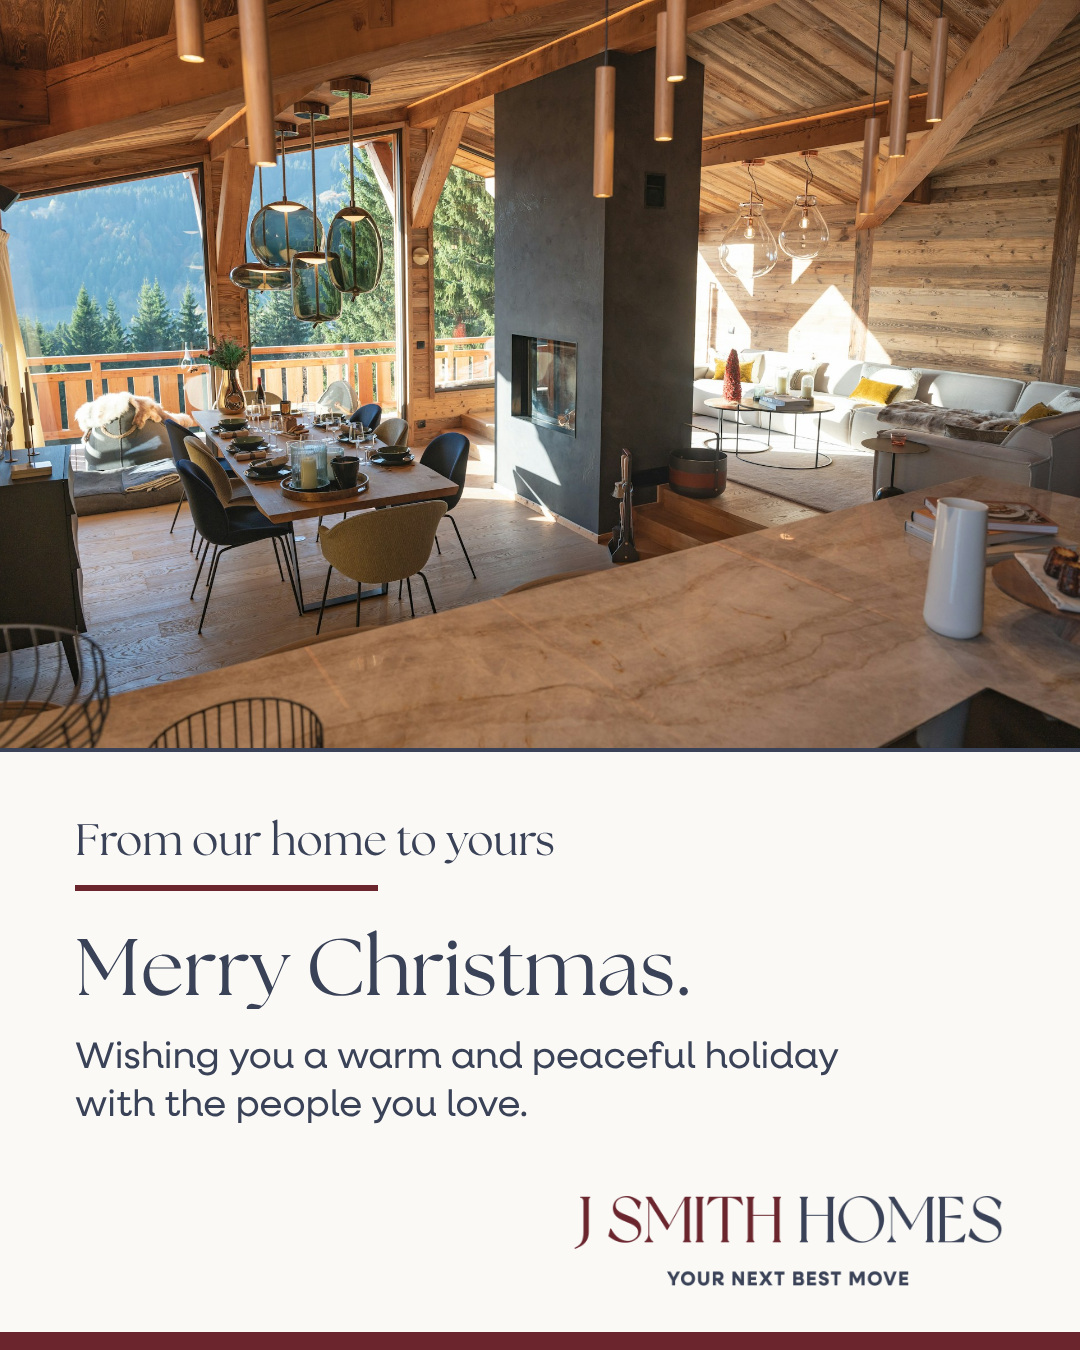 From our home to yours
Merry Christmas.
Wishing you a warm and peaceful holiday
with the people you love.
J SMITH HOMES
YOUR NEXT BEST MOVE